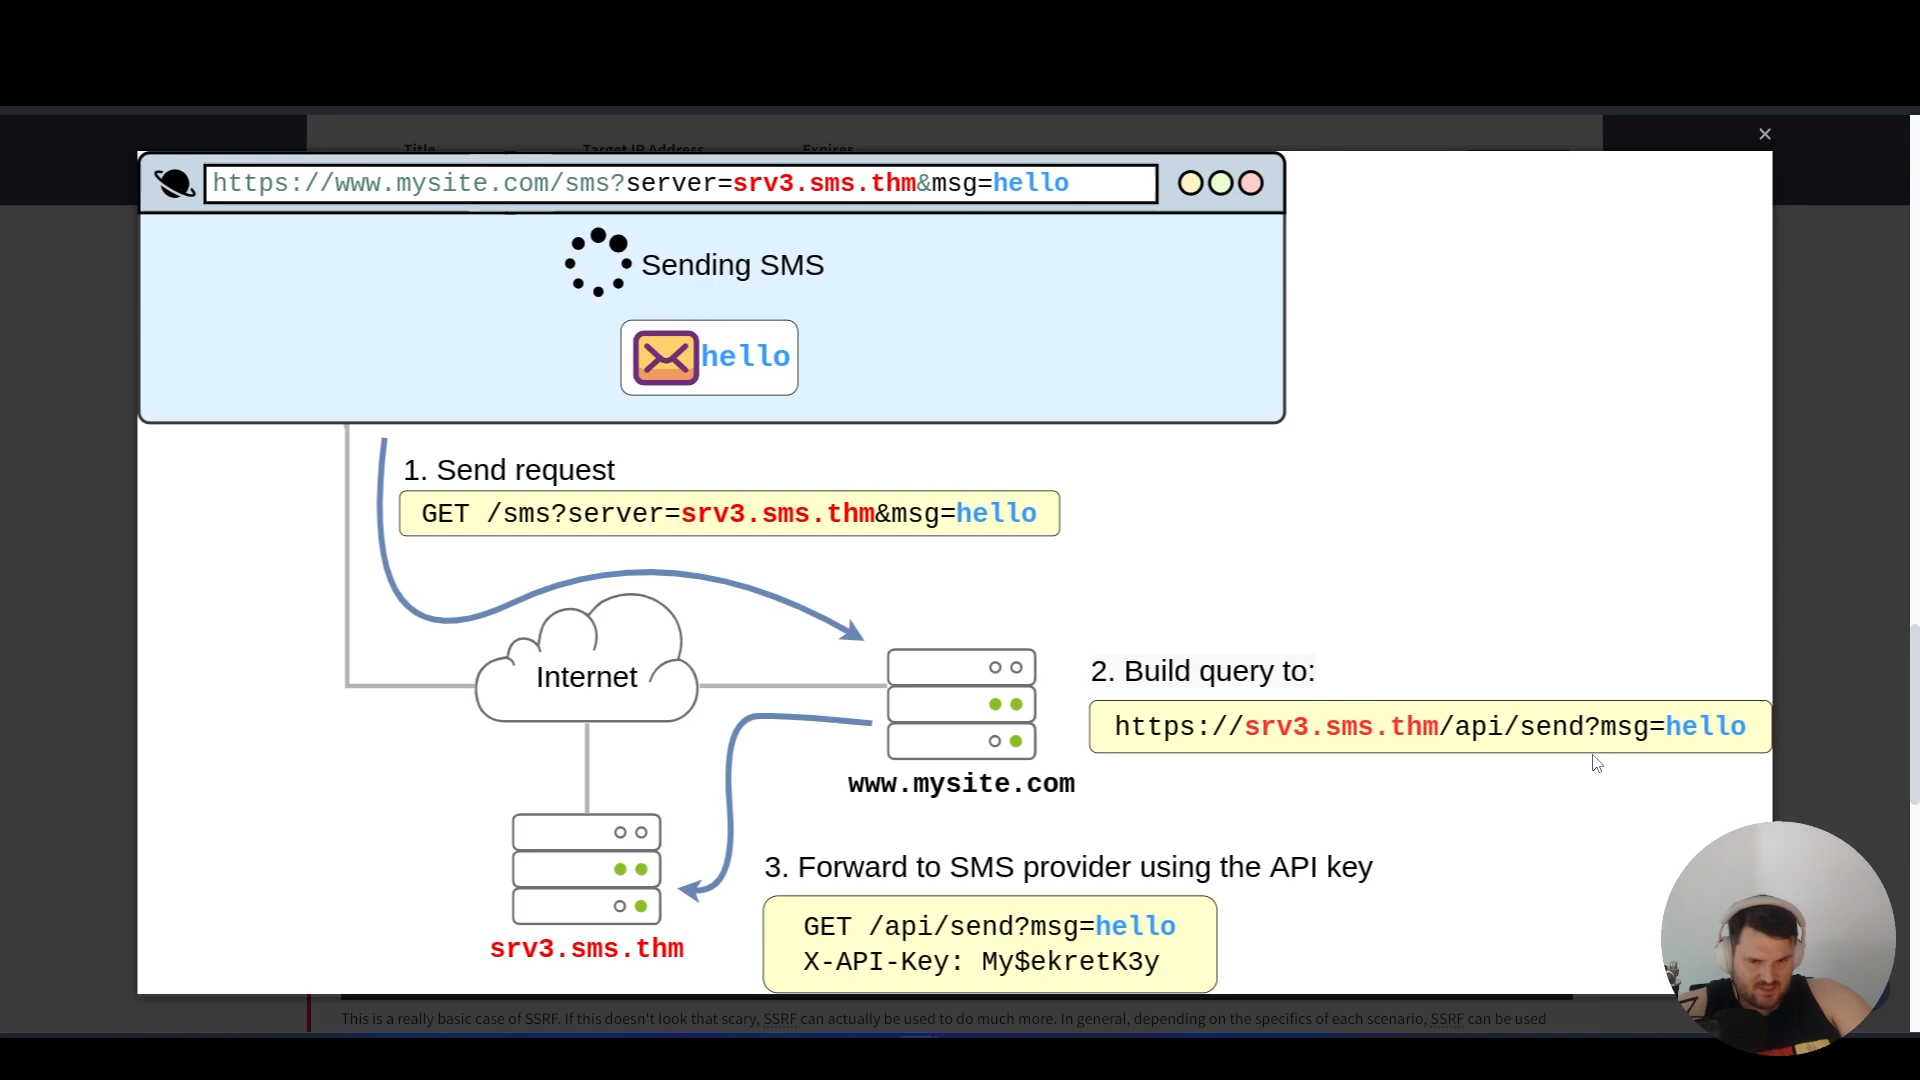 Title Target IP Address Expires
https://www.mysite.com/sms?server=srv3.sms.thm&msg=hello
Sending SMS
hello
1. Send request
GET /sms?server=srv3.sms.thm&msg=hello
Internet
2. Build query to:
https://srv3.sms.thm/api/send?msg=hello
www.mysite.com
3. Forward to SMS provider using the API key
GET /api/send?msg=hello
X-API-Key: My$ekretK3y
srv3.sms.thm
This is a really basic case of SSRF. If this doesn't look that scary, SSRF can actually be used to do much more. In general, depending on the specifics of each scenario, SSRF can be used